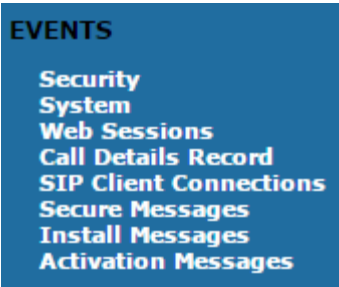 EVENTS
Security
System
Web Sessions
Call Details Record
SIP Client Connections
Secure Messages
Install Messages
Activation Messages